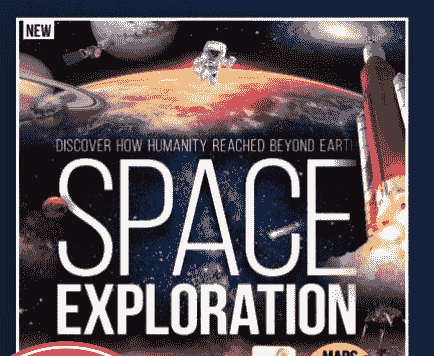 NEW
DISCOVER HOW HUMANITY REACHED BEYOND EARTH
SPACE
EXPLORATION
MARS